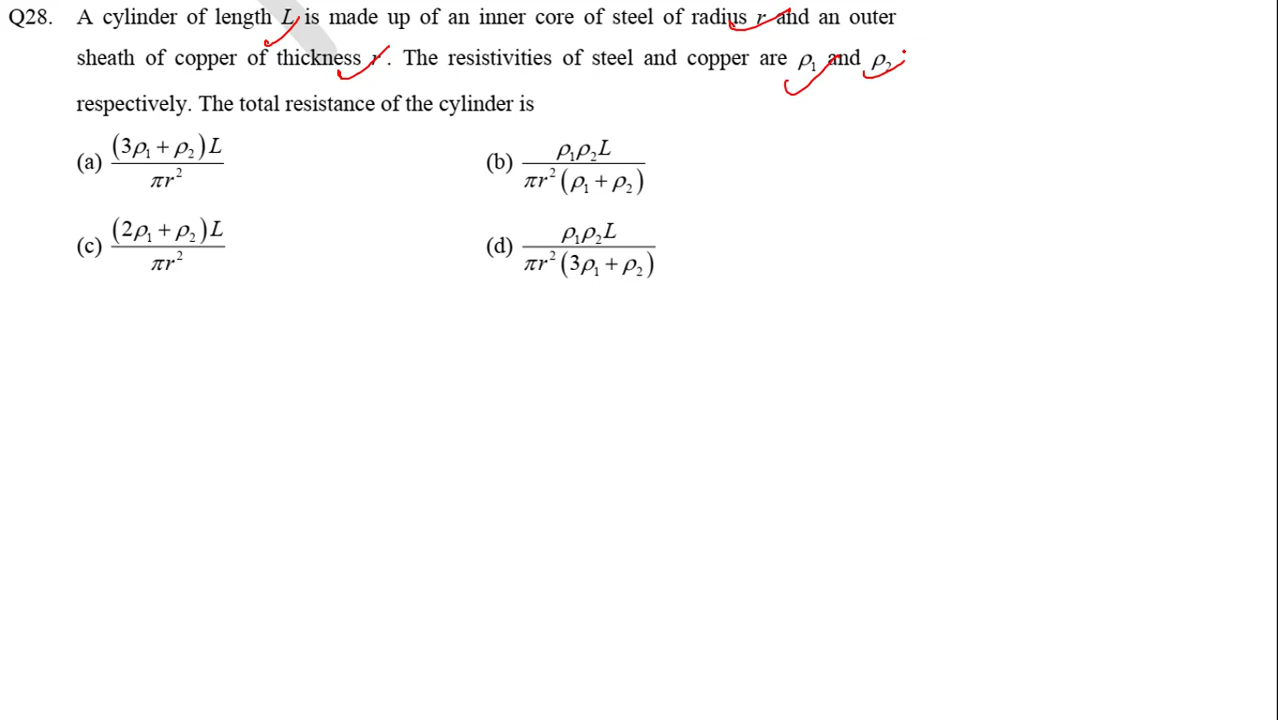 Q28. A cylinder of length L is made up of an inner core of steel of radius r and an outer
sheath of copper of thickness r. The resistivities of steel and copper are ρ₁ and ρ₂
respectively. The total resistance of the cylinder is
(a) (3ρ₁ + ρ₂)L / πr² (b) ρ₁ρ₂L / πr²(ρ₁ + ρ₂)
(c) (2ρ₁ + ρ₂)L / πr² (d) ρ₁ρ₂L / πr²(3ρ₁ + ρ₂)